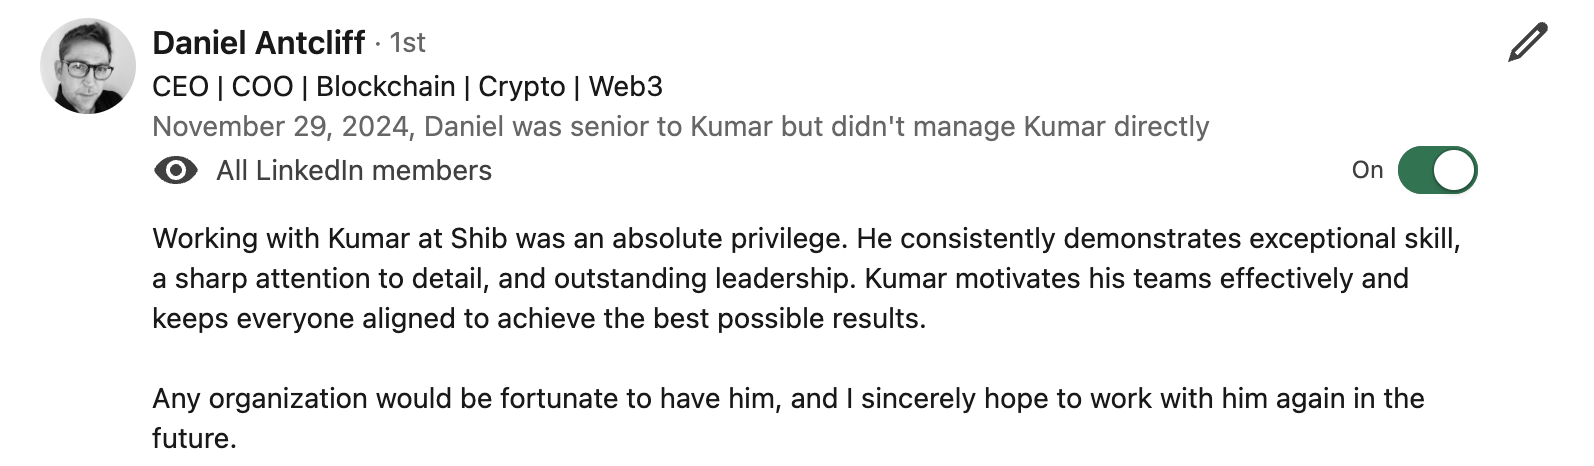 Daniel Antcliff · 1st
CEO | COO | Blockchain | Crypto | Web3
November 29, 2024, Daniel was senior to Kumar but didn't manage Kumar directly
All LinkedIn members
On
Working with Kumar at Shib was an absolute privilege. He consistently demonstrates exceptional skill,
a sharp attention to detail, and outstanding leadership. Kumar motivates his teams effectively and
keeps everyone aligned to achieve the best possible results.
Any organization would be fortunate to have him, and I sincerely hope to work with him again in the
future.